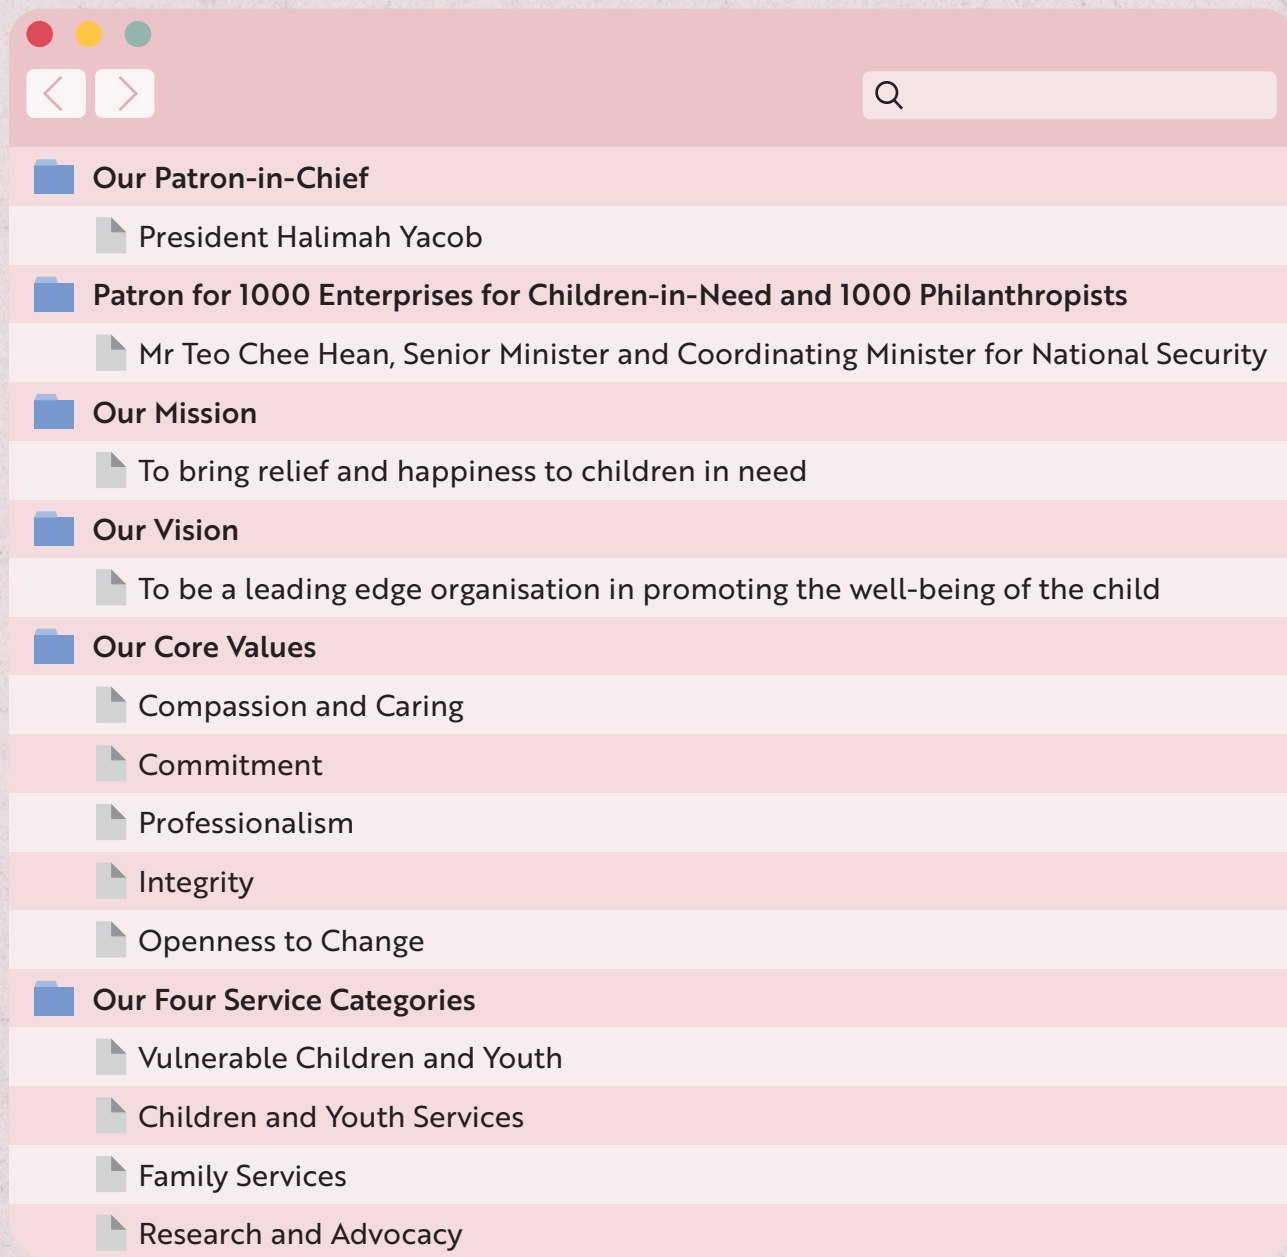 Our Patron-in-Chief
President Halimah Yacob
Patron for 1000 Enterprises for Children-in-Need and 1000 Philanthropists
Mr Teo Chee Hean, Senior Minister and Coordinating Minister for National Security
Our Mission
To bring relief and happiness to children in need
Our Vision
To be a leading edge organisation in promoting the well-being of the child
Our Core Values
Compassion and Caring
Commitment
Professionalism
Integrity
Openness to Change
Our Four Service Categories
Vulnerable Children and Youth
Children and Youth Services
Family Services
Research and Advocacy